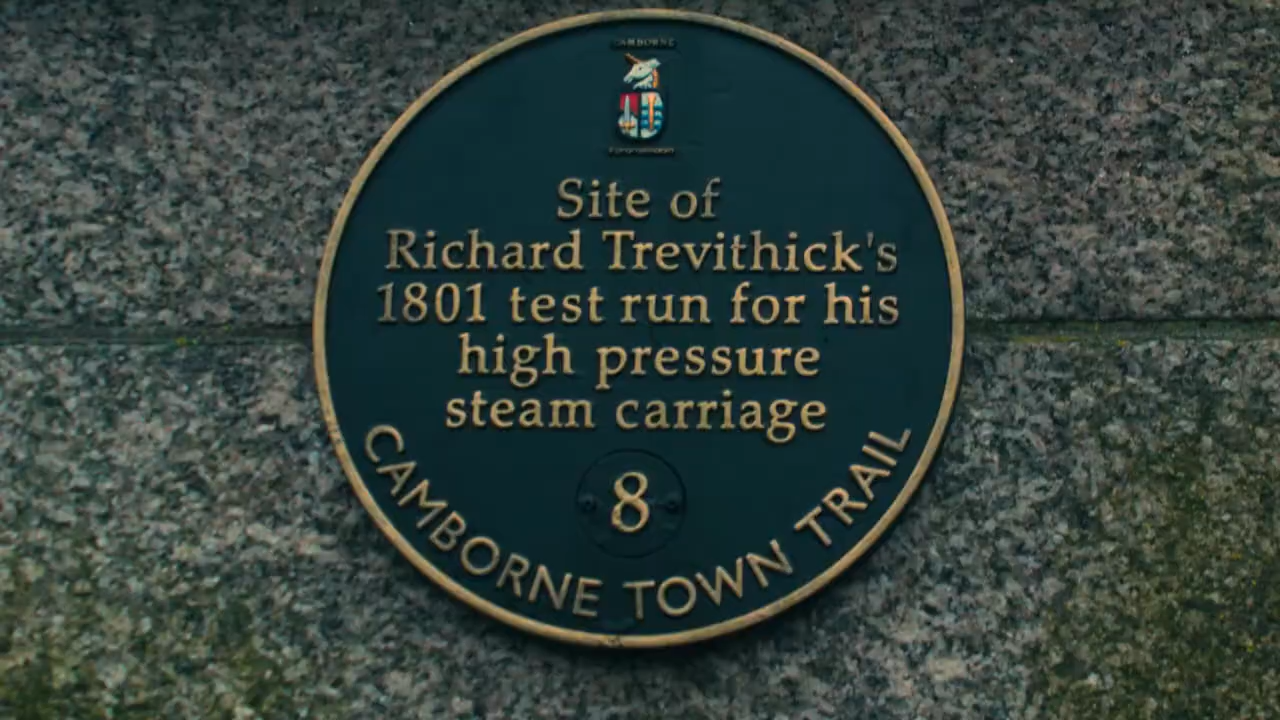 CAMBORNE
Site of
Richard Trevithick's
1801 test run for his
high pressure
steam carriage
8
CAMBORNE TOWN TRAIL